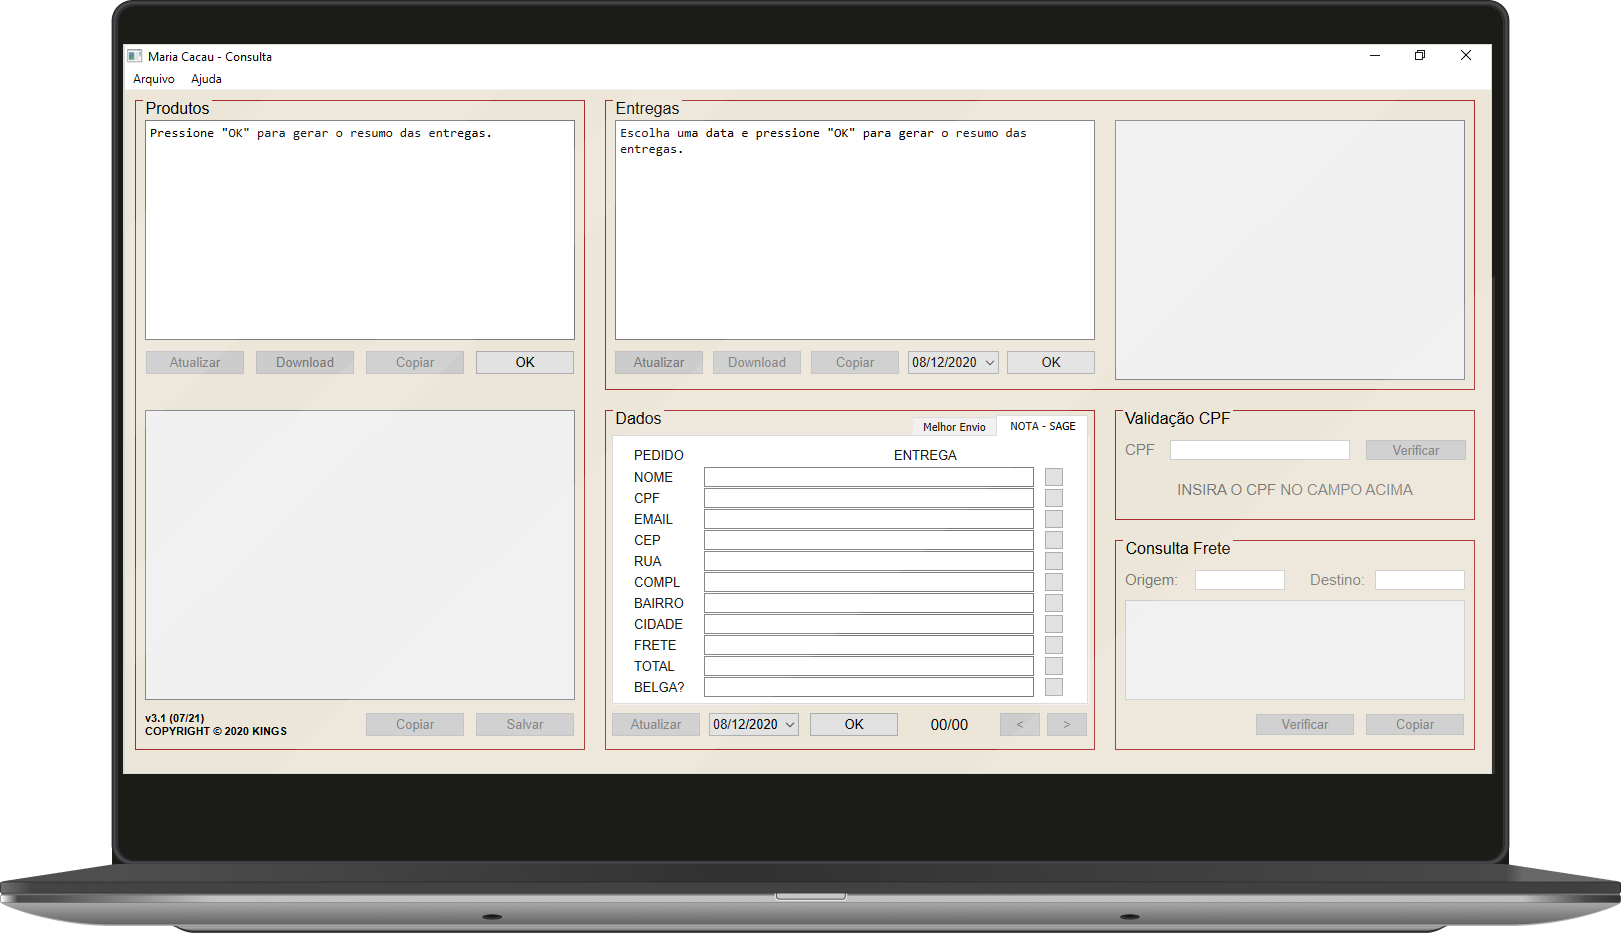 Maria Cacau - Consulta
Arquivo Ajuda
Produtos
Pressione "OK" para gerar o resumo das entregas.
Atualizar Download Copiar OK
v3.1 (07/21)
COPYRIGHT © 2020 KINGS
Copiar Salvar
Entregas
Escolha uma data e pressione "OK" para gerar o resumo das
entregas.
Atualizar Download Copiar 08/12/2020 OK
Dados
Melhor Envio NOTA - SAGE
PEDIDO ENTREGA
NOME
CPF
EMAIL
CEP
RUA
COMPL
BAIRRO
CIDADE
FRETE
TOTAL
BELGA?
Atualizar 08/12/2020 OK 00/00 < >
Validação CPF
CPF Verificar
INSIRA O CPF NO CAMPO ACIMA
Consulta Frete
Origem: Destino:
Verificar Copiar